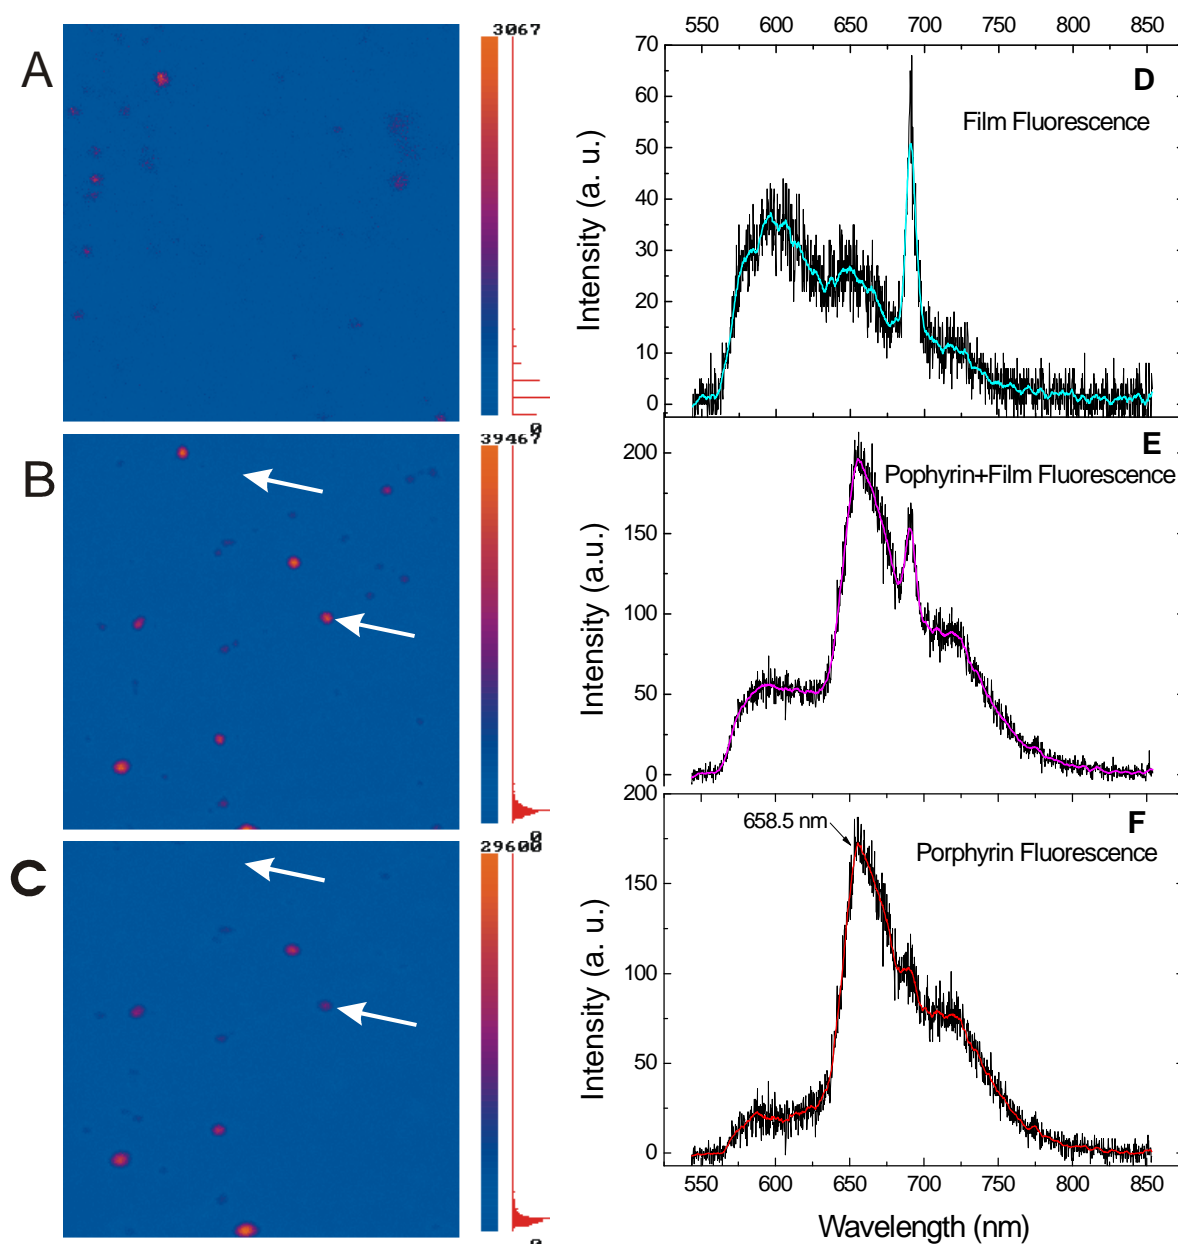 A
3067
0
B
39467
0
C
29600
0
550 600 650 700 750 800 850
70
60
50
40
30
20
10
0
Intensity (a. u.)
D
Film Fluorescence
200
150
100
50
0
Intensity (a.u.)
E
Pophyrin+Film Fluorescence
200
150
100
50
0
Intensity (a. u.)
658.5 nm
F
Porphyrin Fluorescence
550 600 650 700 750 800 850
Wavelength (nm)